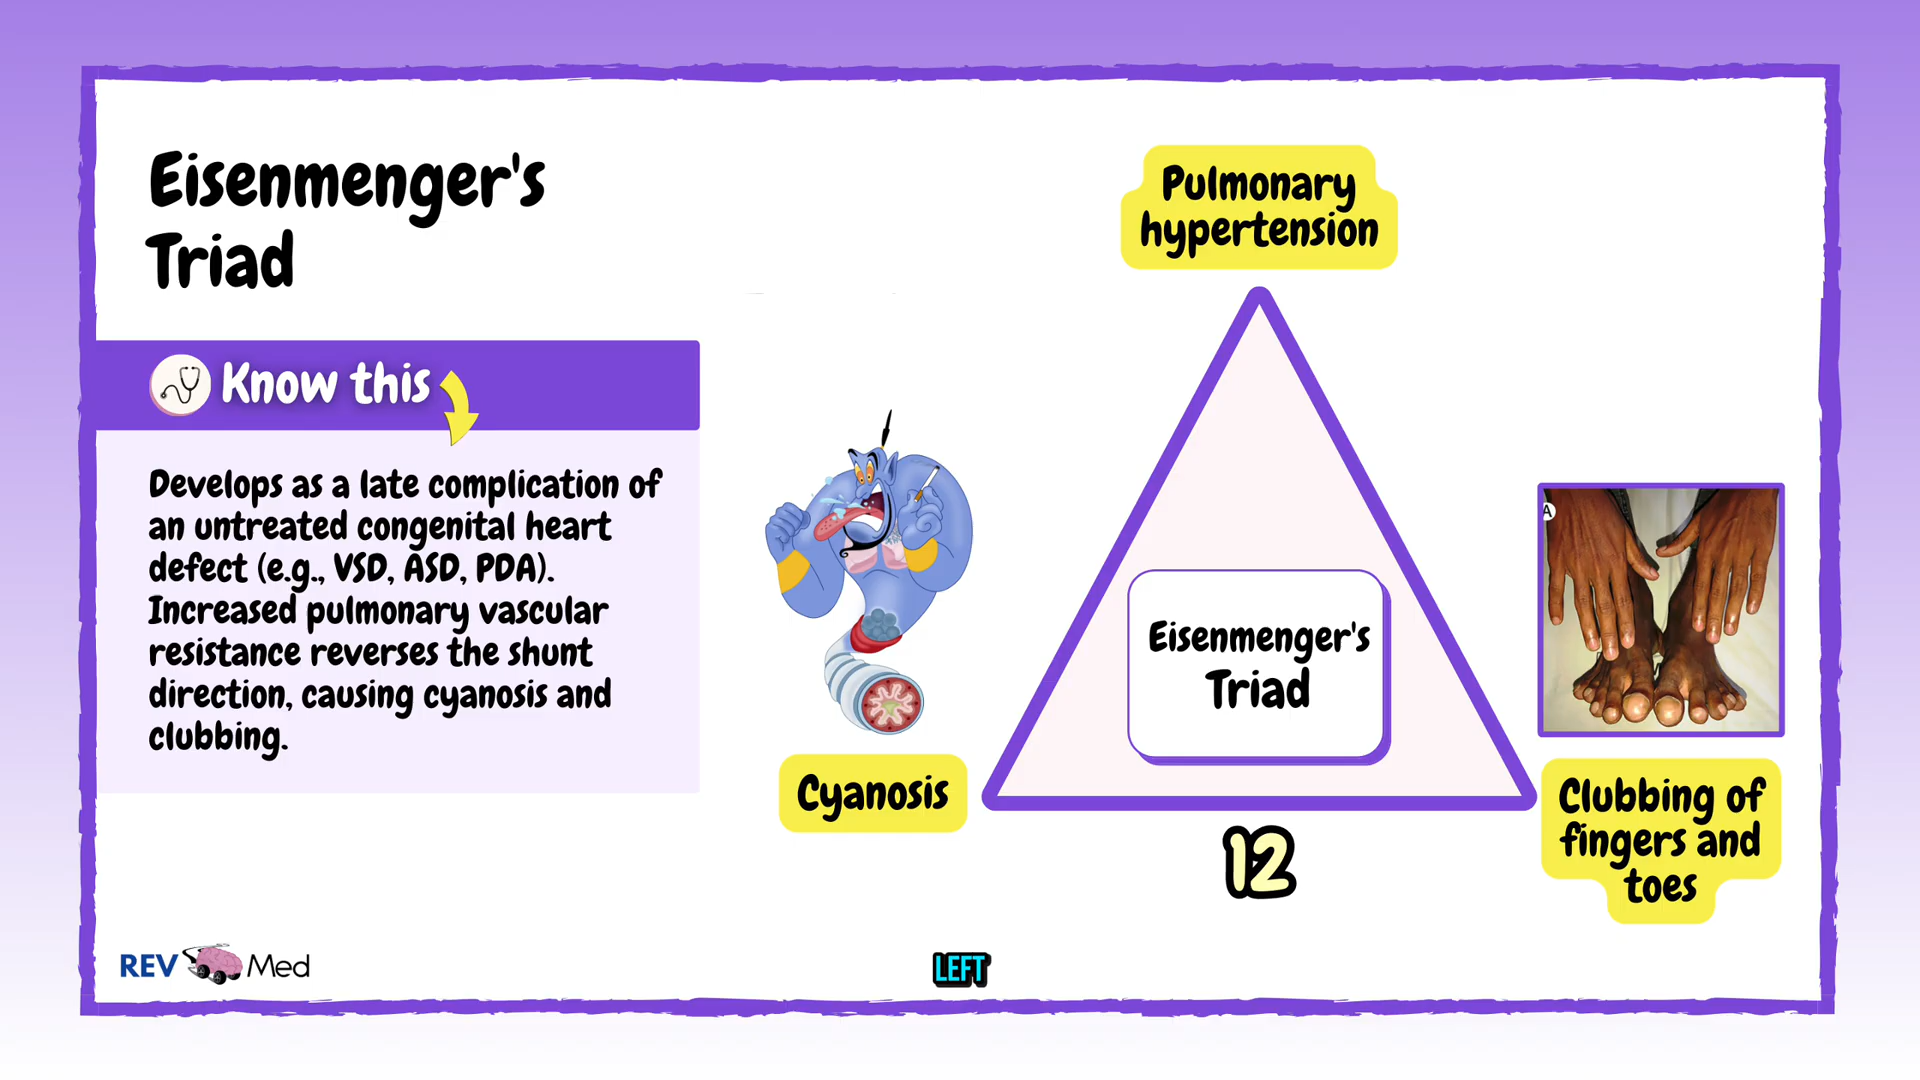 Eisenmenger's
Triad
Know this
Develops as a late complication of
an untreated congenital heart
defect (e.g., VSD, ASD, PDA).
Increased pulmonary vascular
resistance reverses the shunt
direction, causing cyanosis and
clubbing.
Pulmonary
hypertension
Eisenmenger's
Triad
Cyanosis
A
Clubbing of
fingers and
toes
12
REV Med
LEFT